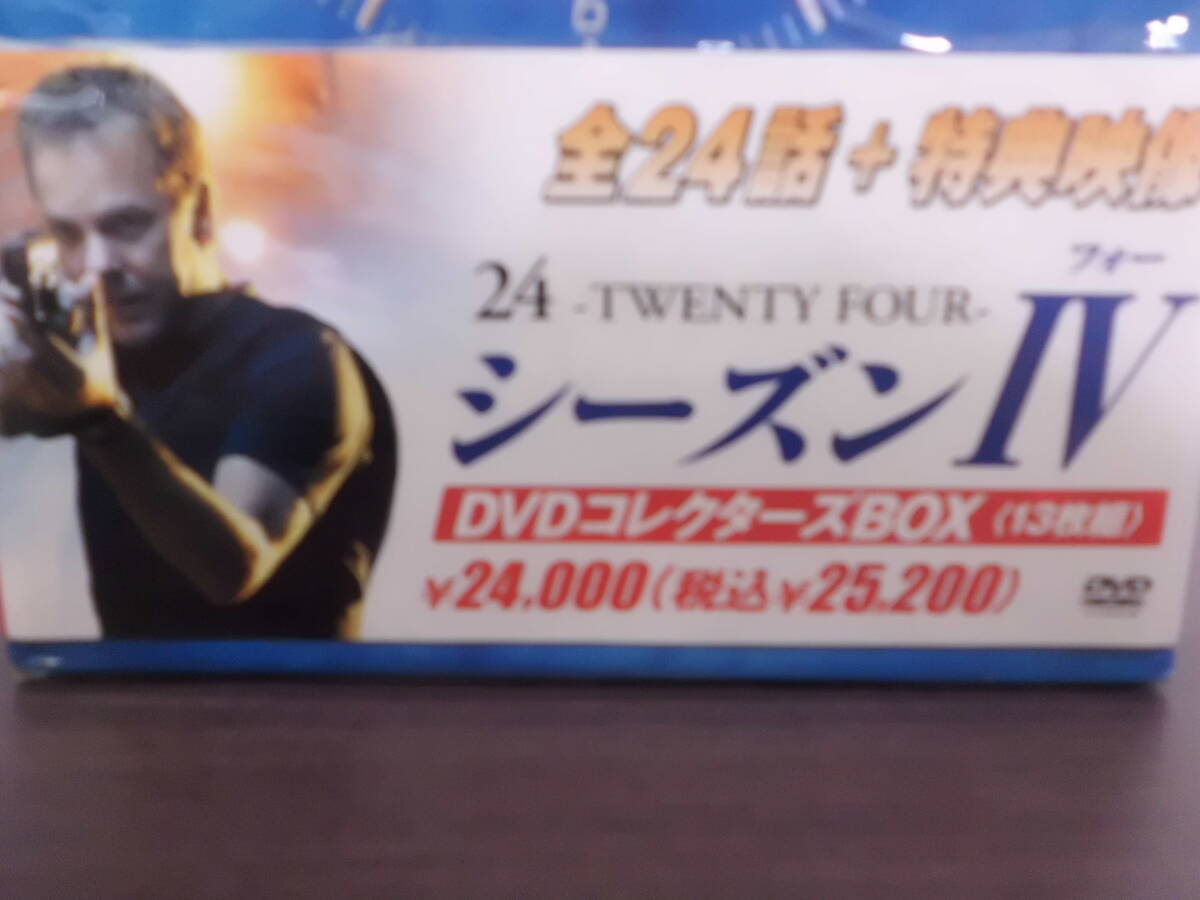 全24話+特典映像
フォー
24 -TWENTY FOUR-
シーズンIV
DVDコレクターズBOX(13枚組)
¥24,000(税込¥25,200)
DVD